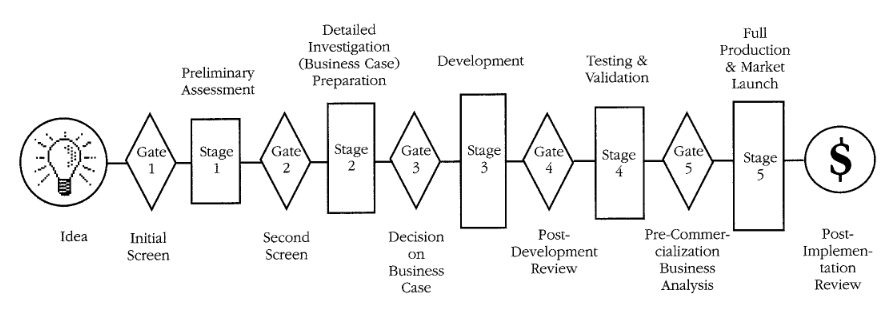 Preliminary
Assessment
Detailed
Investigation
(Business Case)
Preparation
Development
Testing &
Validation
Full
Production
& Market
Launch
Gate
1
Stage
1
Gate
2
Stage
2
Gate
3
Stage
3
Gate
4
Stage
4
Gate
5
Stage
5
$
Idea
Initial
Screen
Second
Screen
Decision
on
Business
Case
Post-
Development
Review
Pre-Commer-
cialization
Business
Analysis
Post-
Implemen-
tation
Review